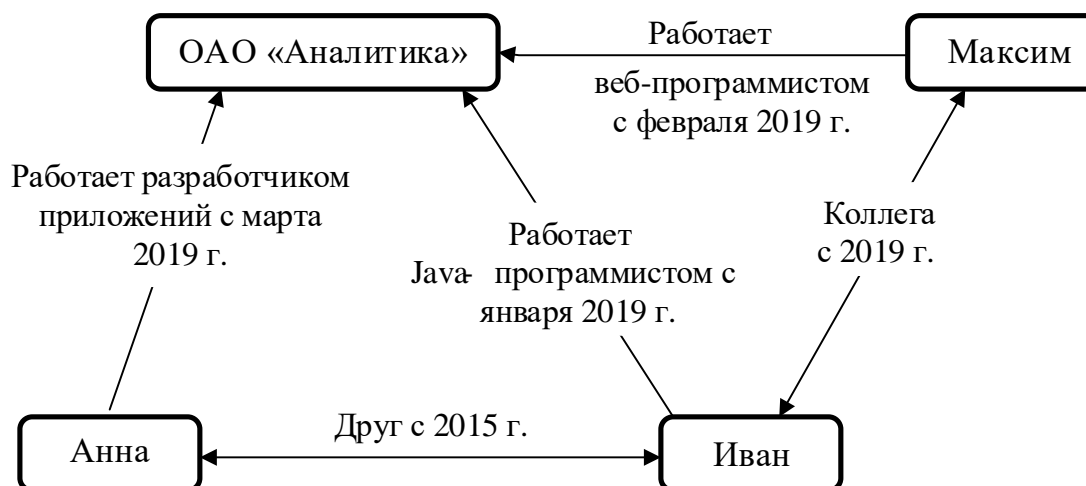 ОАО «Аналитика»
Работает
веб-программистом
с февраля 2019 г.
Максим
Работает разработчиком
приложений с марта
2019 г.
Работает
Java- программистом с
января 2019 г.
Коллега
с 2019 г.
Анна
Друг с 2015 г.
Иван